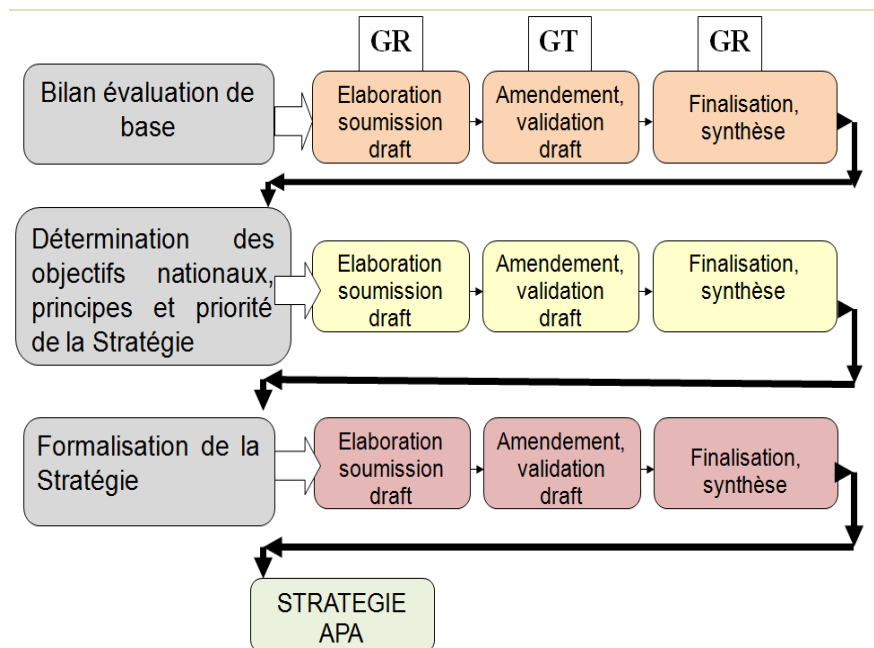 GR
GT
GR
Bilan évaluation de
base
Elaboration
soumission
draft
Amendement,
validation
draft
Finalisation,
synthèse
Détermination des
objectifs nationaux,
principes et priorité
de la Stratégie
Elaboration
soumission
draft
Amendement,
validation
draft
Finalisation,
synthèse
Formalisation de la
Stratégie
Elaboration
soumission
draft
Amendement,
validation
draft
Finalisation,
synthèse
STRATEGIE
APA